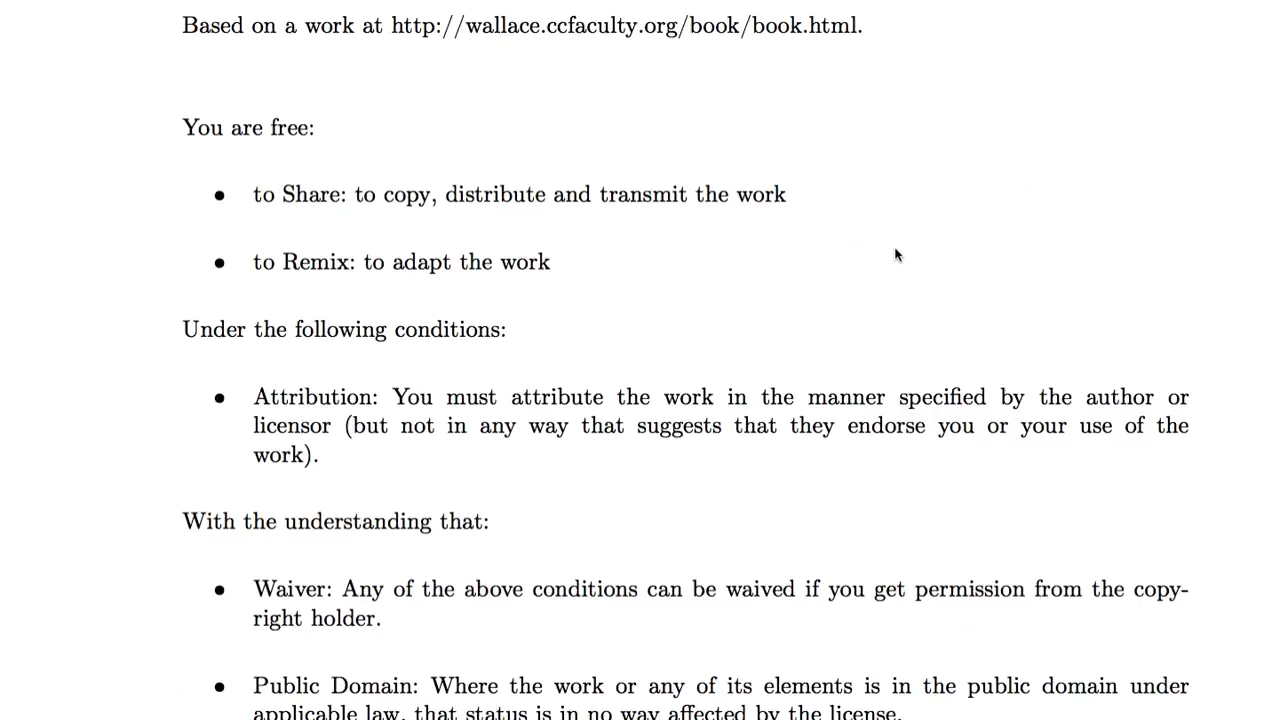 Based on a work at http://wallace.ccfaculty.org/book/book.html.
You are free:
• to Share: to copy, distribute and transmit the work
• to Remix: to adapt the work
Under the following conditions:
• Attribution: You must attribute the work in the manner specified by the author or
licensor (but not in any way that suggests that they endorse you or your use of the
work).
With the understanding that:
• Waiver: Any of the above conditions can be waived if you get permission from the copy-
right holder.
• Public Domain: Where the work or any of its elements is in the public domain under
applicable law, that status is in no way affected by the license.